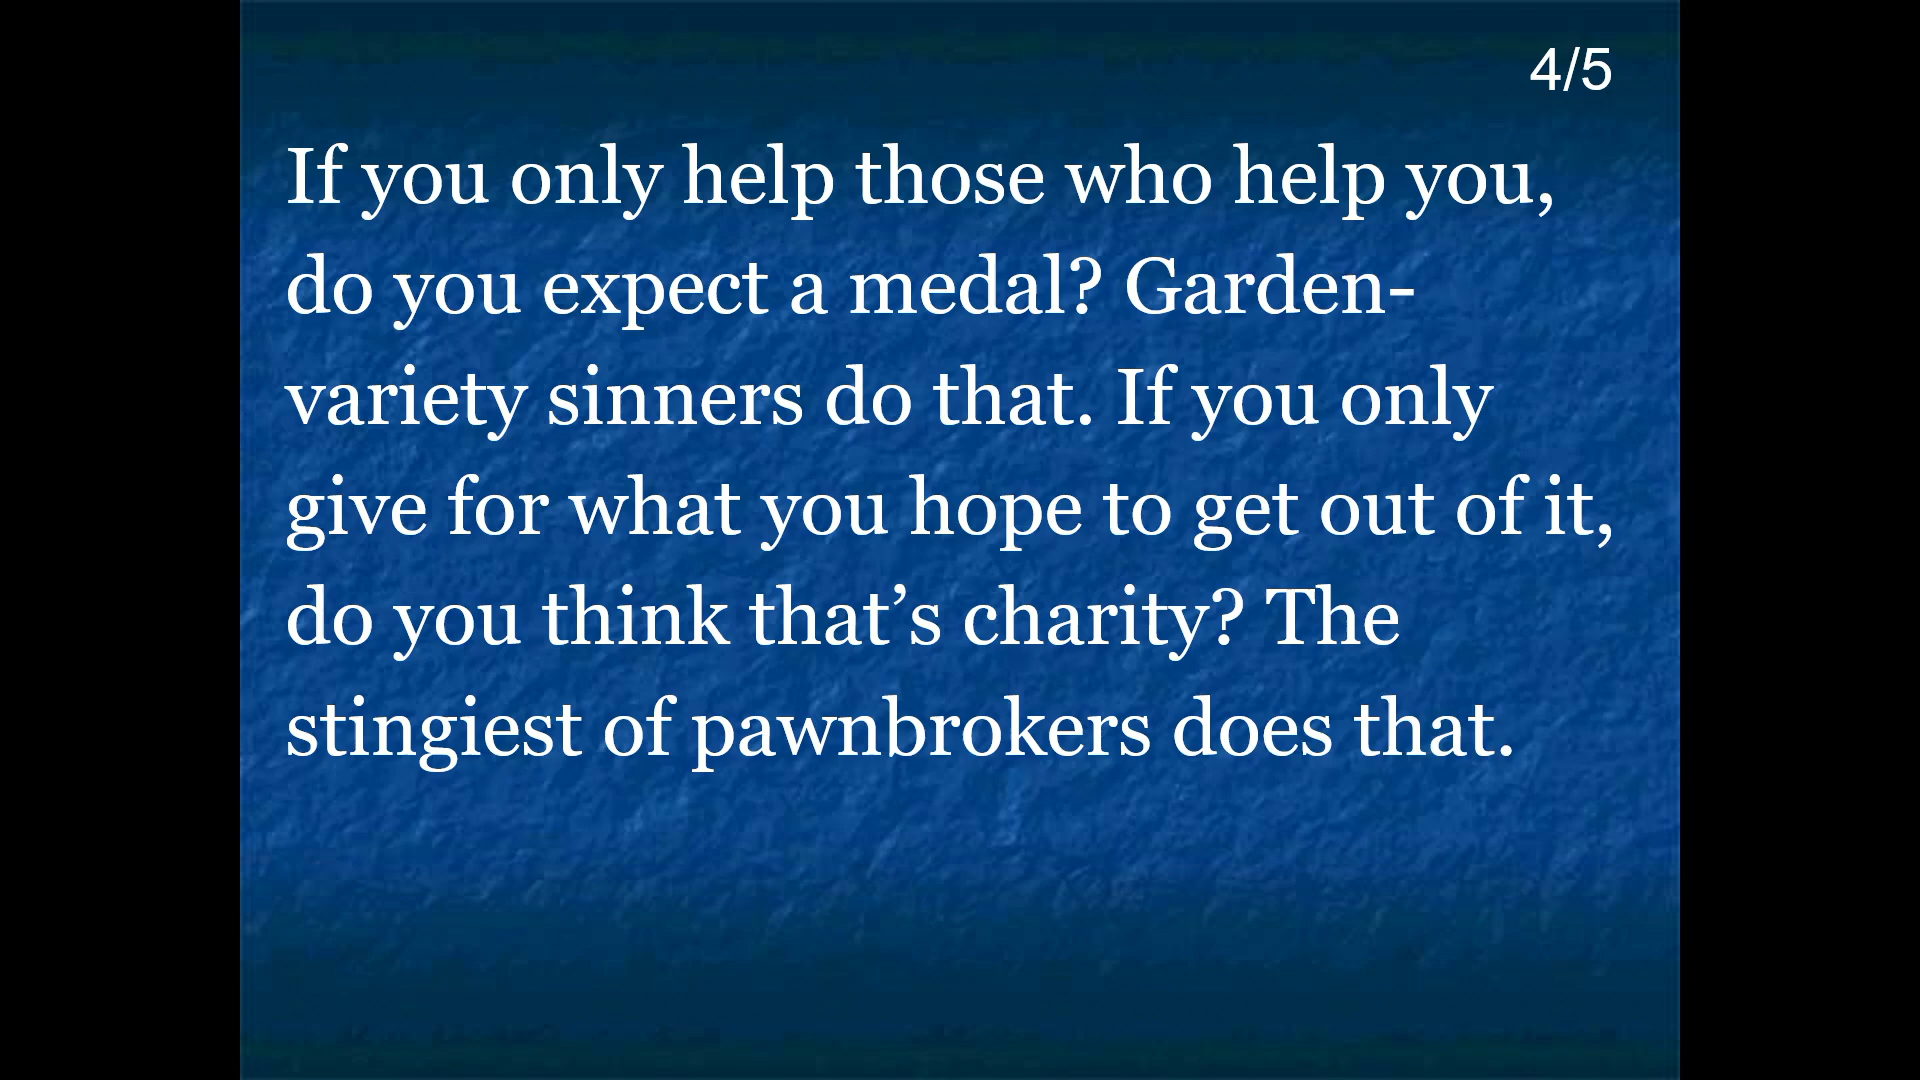 4/5
If you only help those who help you,
do you expect a medal? Garden-
variety sinners do that. If you only
give for what you hope to get out of it,
do you think that’s charity? The
stingiest of pawnbrokers does that.